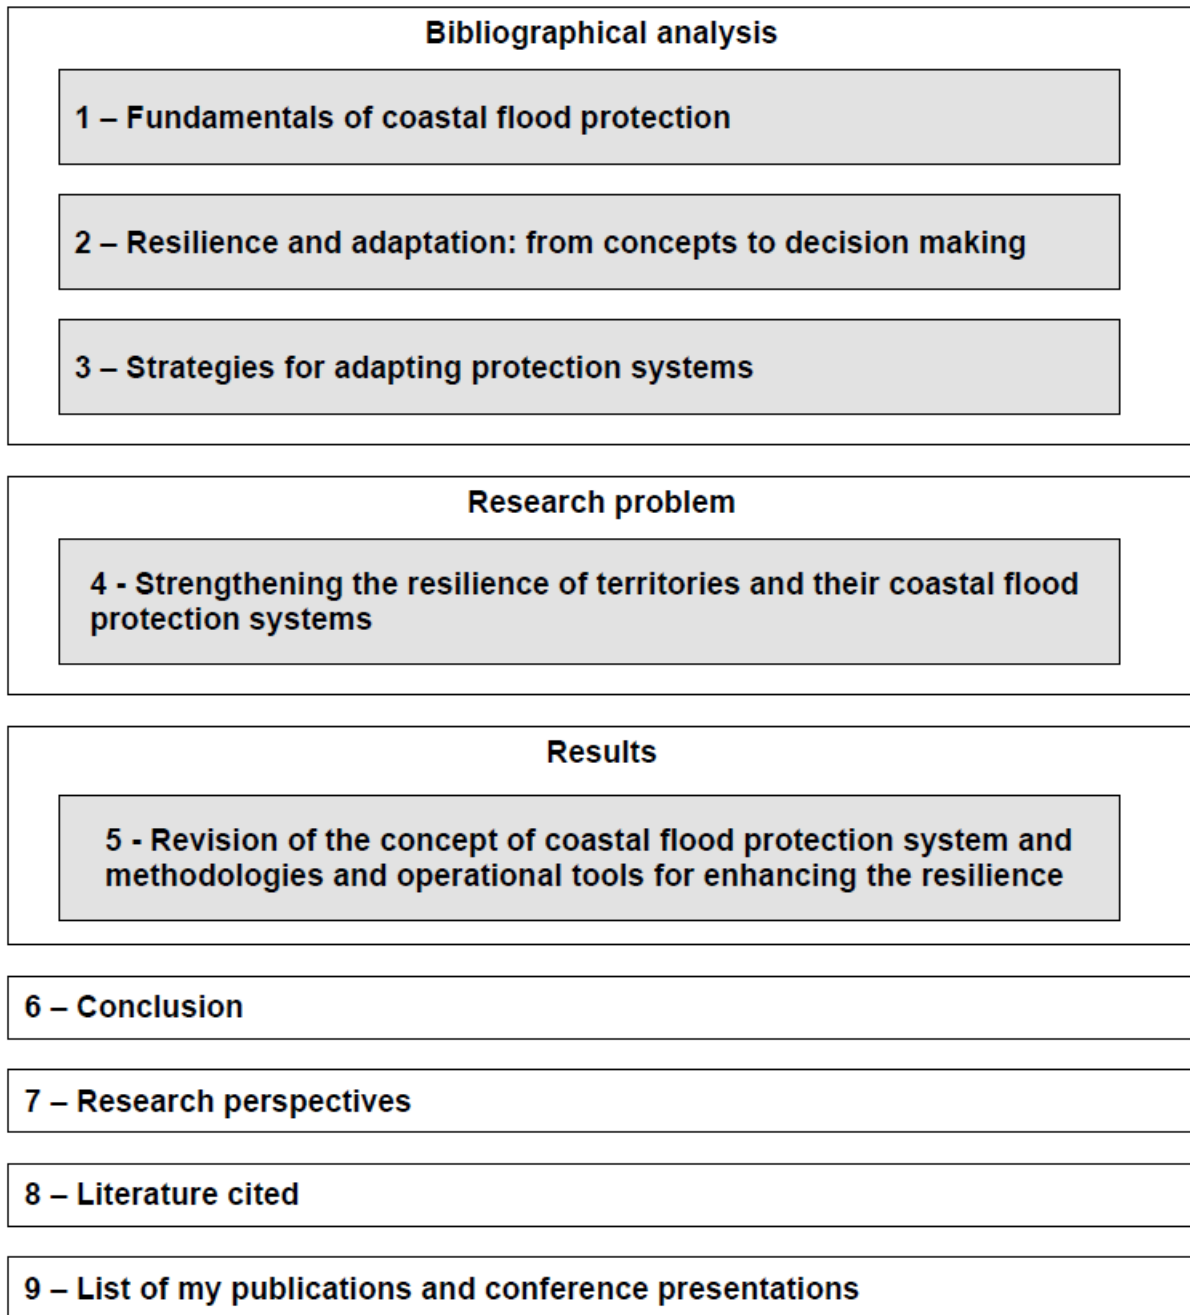 Bibliographical analysis
1 – Fundamentals of coastal flood protection
2 – Resilience and adaptation: from concepts to decision making
3 – Strategies for adapting protection systems
Research problem
4 - Strengthening the resilience of territories and their coastal flood
protection systems
Results
5 - Revision of the concept of coastal flood protection system and
methodologies and operational tools for enhancing the resilience
6 – Conclusion
7 – Research perspectives
8 – Literature cited
9 – List of my publications and conference presentations